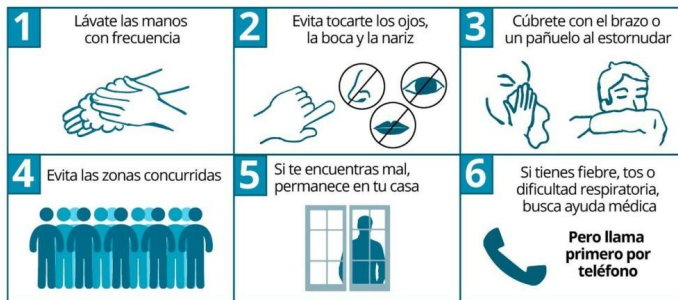 1
Lávate las manos
con frecuencia
2
Evita tocarte los ojos,
la boca y la nariz
3
Cúbrete con el brazo o
un pañuelo al estornudar
4
Evita las zonas concurridas
5
Si te encuentras mal,
permanece en tu casa
6
Si tienes fiebre, tos o
dificultad respiratoria,
busca ayuda médica
Pero llama
primero por
teléfono